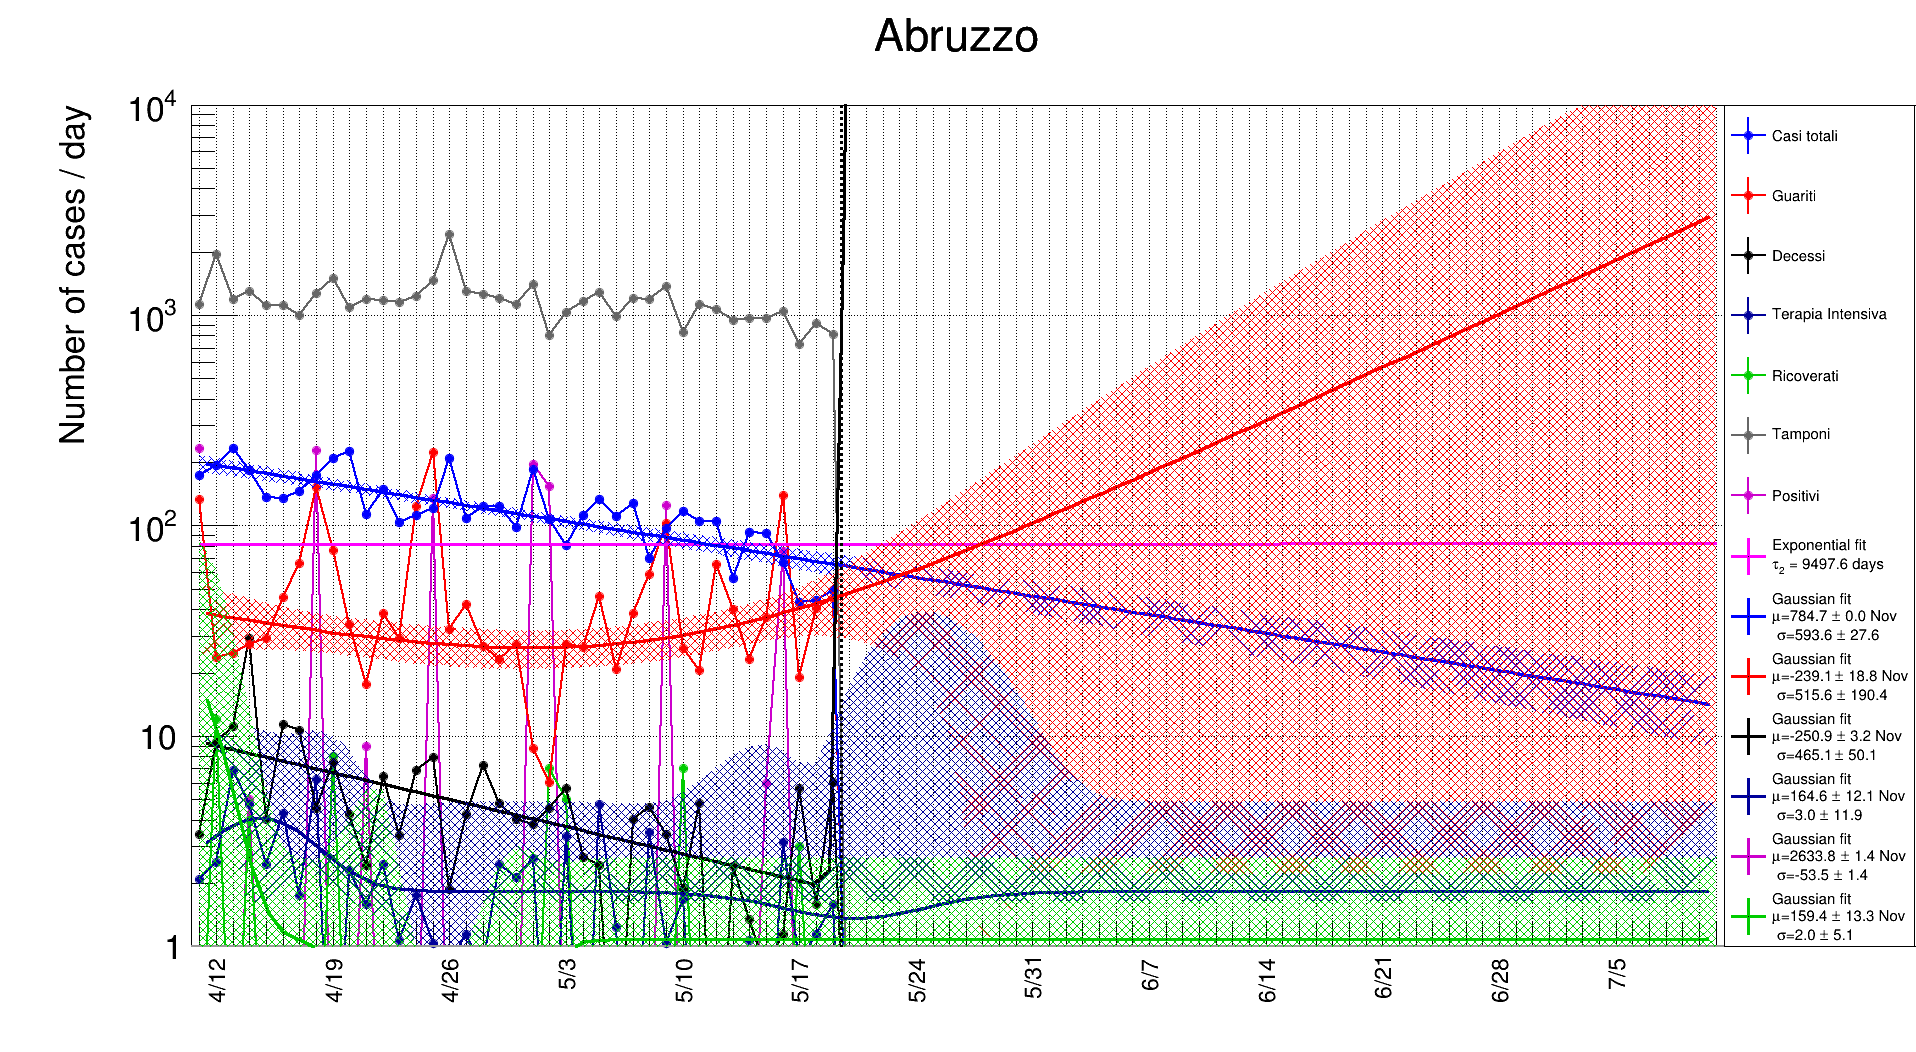 Abruzzo
Number of cases / day
10⁴
10³
10²
10
1
4/12
4/19
4/26
5/3
5/10
5/17
5/24
5/31
6/7
6/14
6/21
6/28
7/5
Casi totali
Guariti
Decessi
Terapia Intensiva
Ricoverati
Tamponi
Positivi
Exponential fit
τ₂ = 9497.6 days
Gaussian fit
μ=784.7 ± 0.0 Nov
σ=593.6 ± 27.6
Gaussian fit
μ=-239.1 ± 18.8 Nov
σ=515.6 ± 190.4
Gaussian fit
μ=-250.9 ± 3.2 Nov
σ=465.1 ± 50.1
Gaussian fit
μ=164.6 ± 12.1 Nov
σ=3.0 ± 11.9
Gaussian fit
μ=2633.8 ± 1.4 Nov
σ=-53.5 ± 1.4
Gaussian fit
μ=159.4 ± 13.3 Nov
σ=2.0 ± 5.1